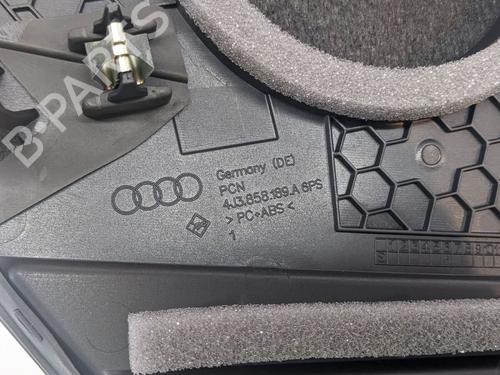 B-PARTS
Germany (DE)
PCN
4J3.858.189.A 6PS
> PC+ABS <
1